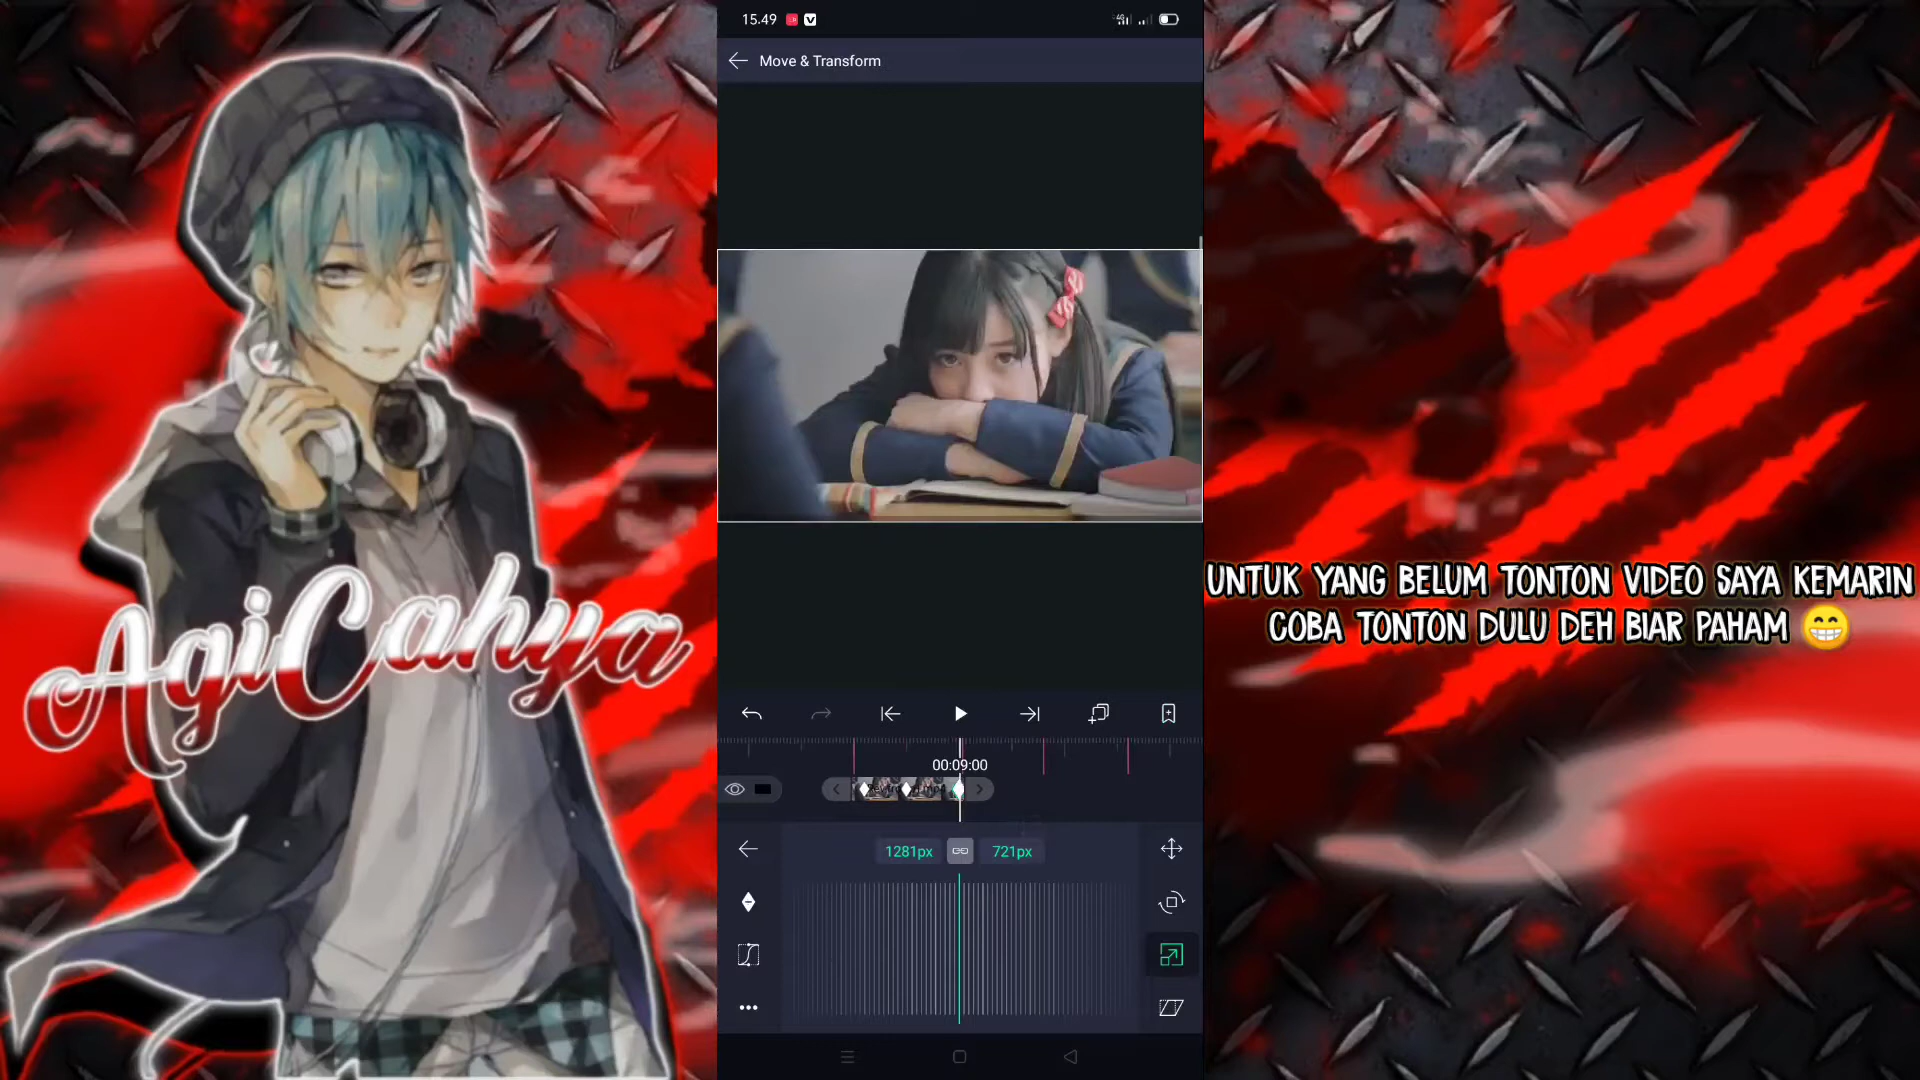 15.49
Move & Transform
AgiCahya
UNTUK YANG BELUM TONTON VIDEO SAYA KEMARIN
COBA TONTON DULU DEH BIAR PAHAM 😁
00:09:00
1281px
721px